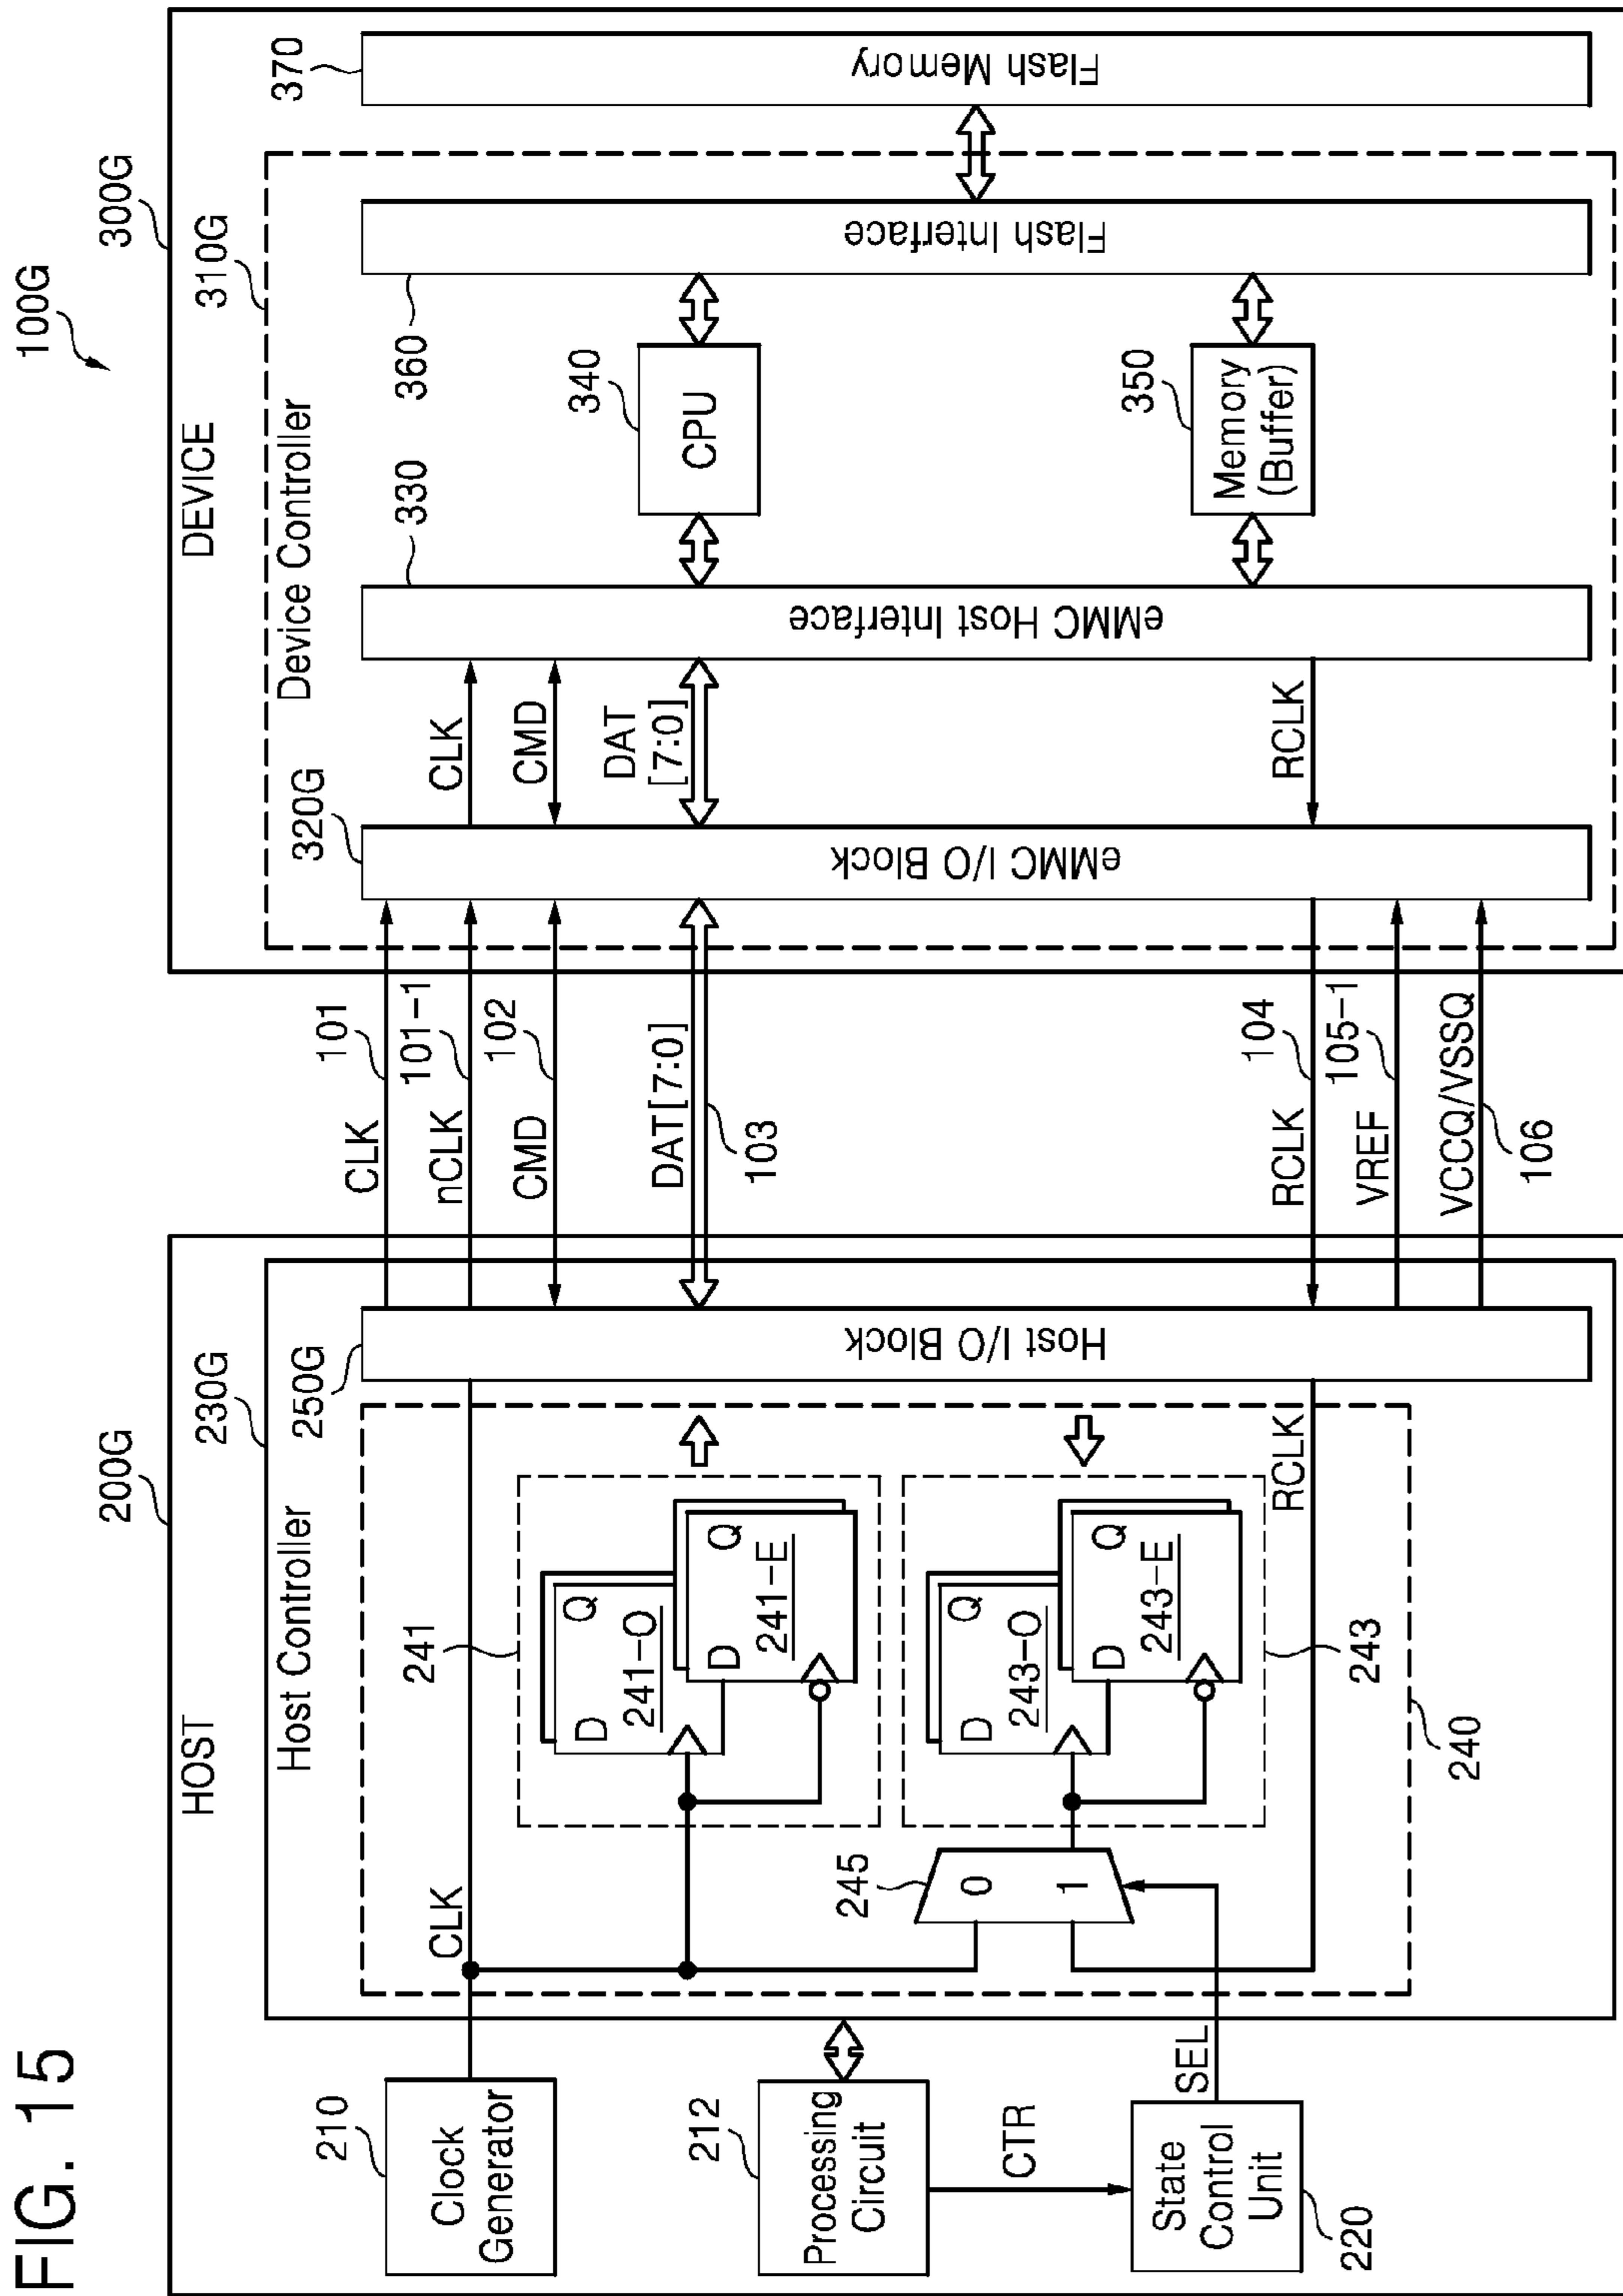 FIG. 15
100G
200G
HOST
230G
Host Controller
250G
210
Clock
Generator
212
Processing
Circuit
CTR
State
Control
Unit
220
SEL
CLK
241
D
Q
241-O
D
Q
241-E
245
0
1
D
Q
243-O
D
Q
243-E
243
240
RCLK
Host I/O Block
CLK
101
nCLK
101-1
CMD
102
DAT[7:0]
103
RCLK
104
VREF
105-1
VCCQ/VSSQ
106
300G
DEVICE
310G
Device Controller
320G
eMMC I/O Block
CLK
CMD
DAT
[7:0]
RCLK
330
eMMC Host Interface
340
CPU
350
Memory
(Buffer)
360
Flash Interface
370
Flash Memory